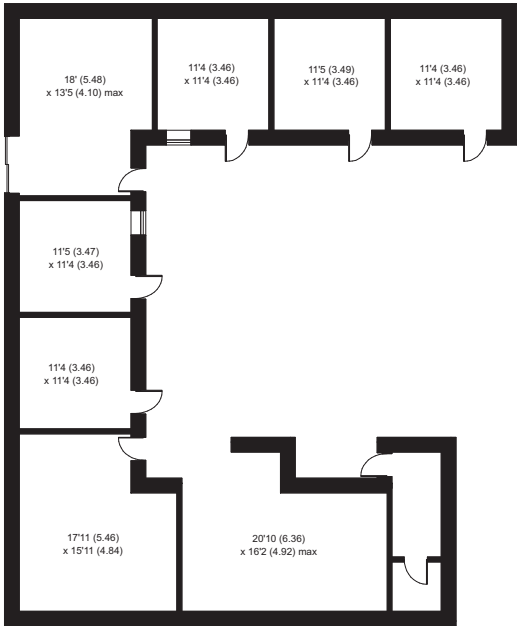 18' (5.48)
x 13'5 (4.10) max
11'4 (3.46)
x 11'4 (3.46)
11'5 (3.49)
x 11'4 (3.46)
11'4 (3.46)
x 11'4 (3.46)
11'5 (3.47)
x 11'4 (3.46)
11'4 (3.46)
x 11'4 (3.46)
17'11 (5.46)
x 15'11 (4.84)
20'10 (6.36)
x 16'2 (4.92) max